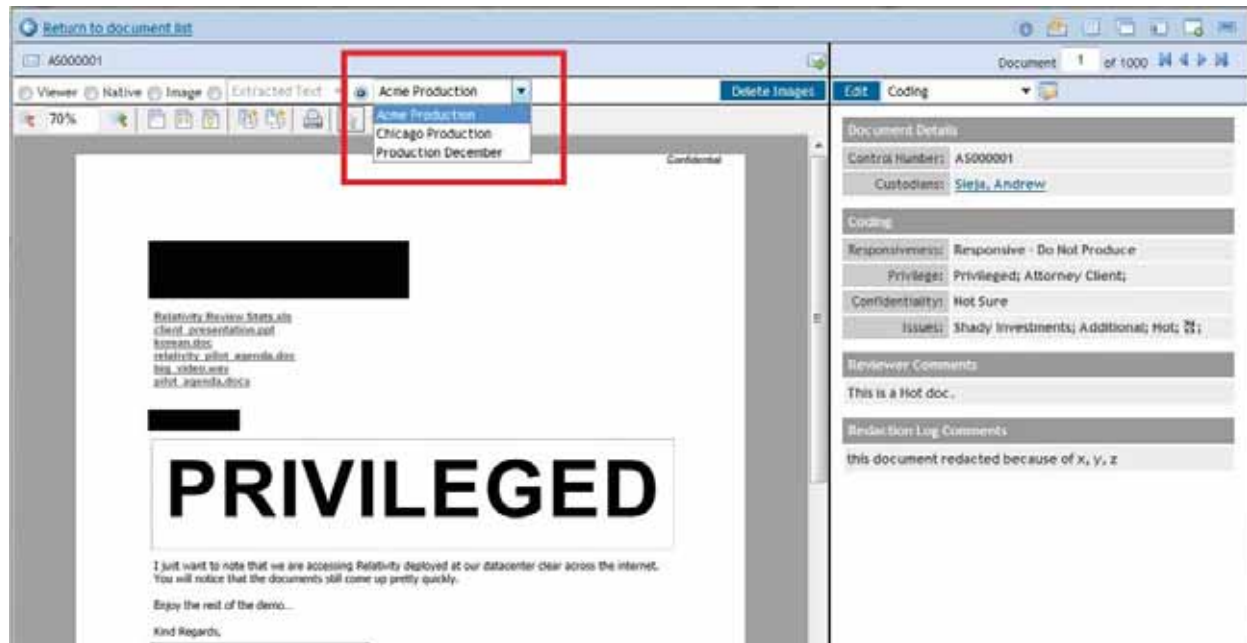 Return to document list
AS000001
Document 1 of 1000
Viewer Native Image Extracted Text Acme Production Delete Images
Edit Coding
70%
Acme Production
Chicago Production
Production December
Confidential
Relativity Review Stats.xls
client_presentation.ppt
korean.doc
relativity_pilot_agenda.doc
big_video.wav
pilot_agenda.docx
PRIVILEGED
I just want to note that we are accessing Relativity deployed at our datacenter clear across the internet.
You will notice that the documents still come up pretty quickly.
Enjoy the rest of the demo...
Kind Regards,
Document Details
Control Number: AS000001
Custodians: Sieja, Andrew
Coding
Responsiveness: Responsive - Do Not Produce
Privilege: Privileged; Attorney Client;
Confidentiality: Not Sure
Issues: Shady Investments; Additional; Hot;
Reviewer Comments
This is a Hot doc.
Redaction Log Comments
this document redacted because of x, y, z